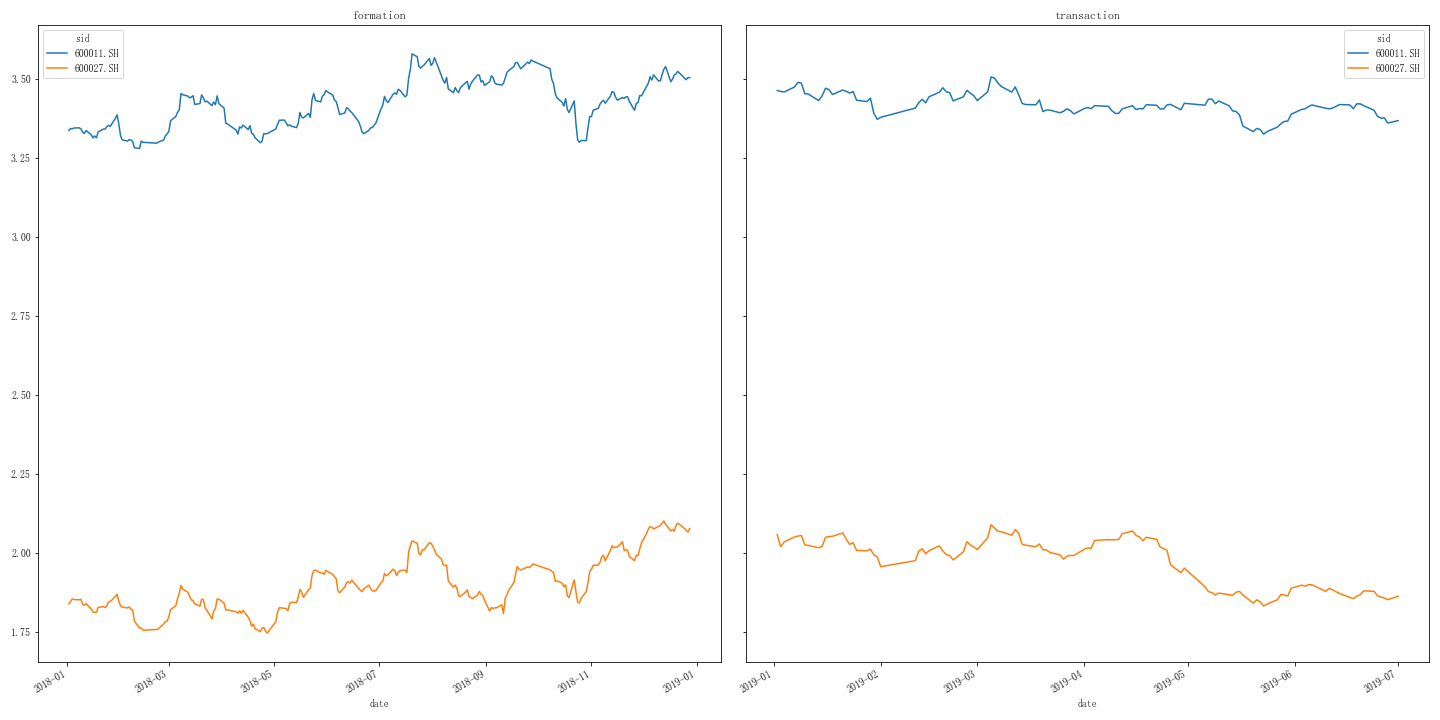 formation
sid
600011.SH
600027.SH
3.50
3.25
3.00
2.75
2.50
2.25
2.00
1.75
2018-01
2018-03
2018-05
2018-07
2018-09
2018-11
2019-01
date
transaction
sid
600011.SH
600027.SH
2019-01
2019-02
2019-03
2019-04
2019-05
2019-06
2019-07
date